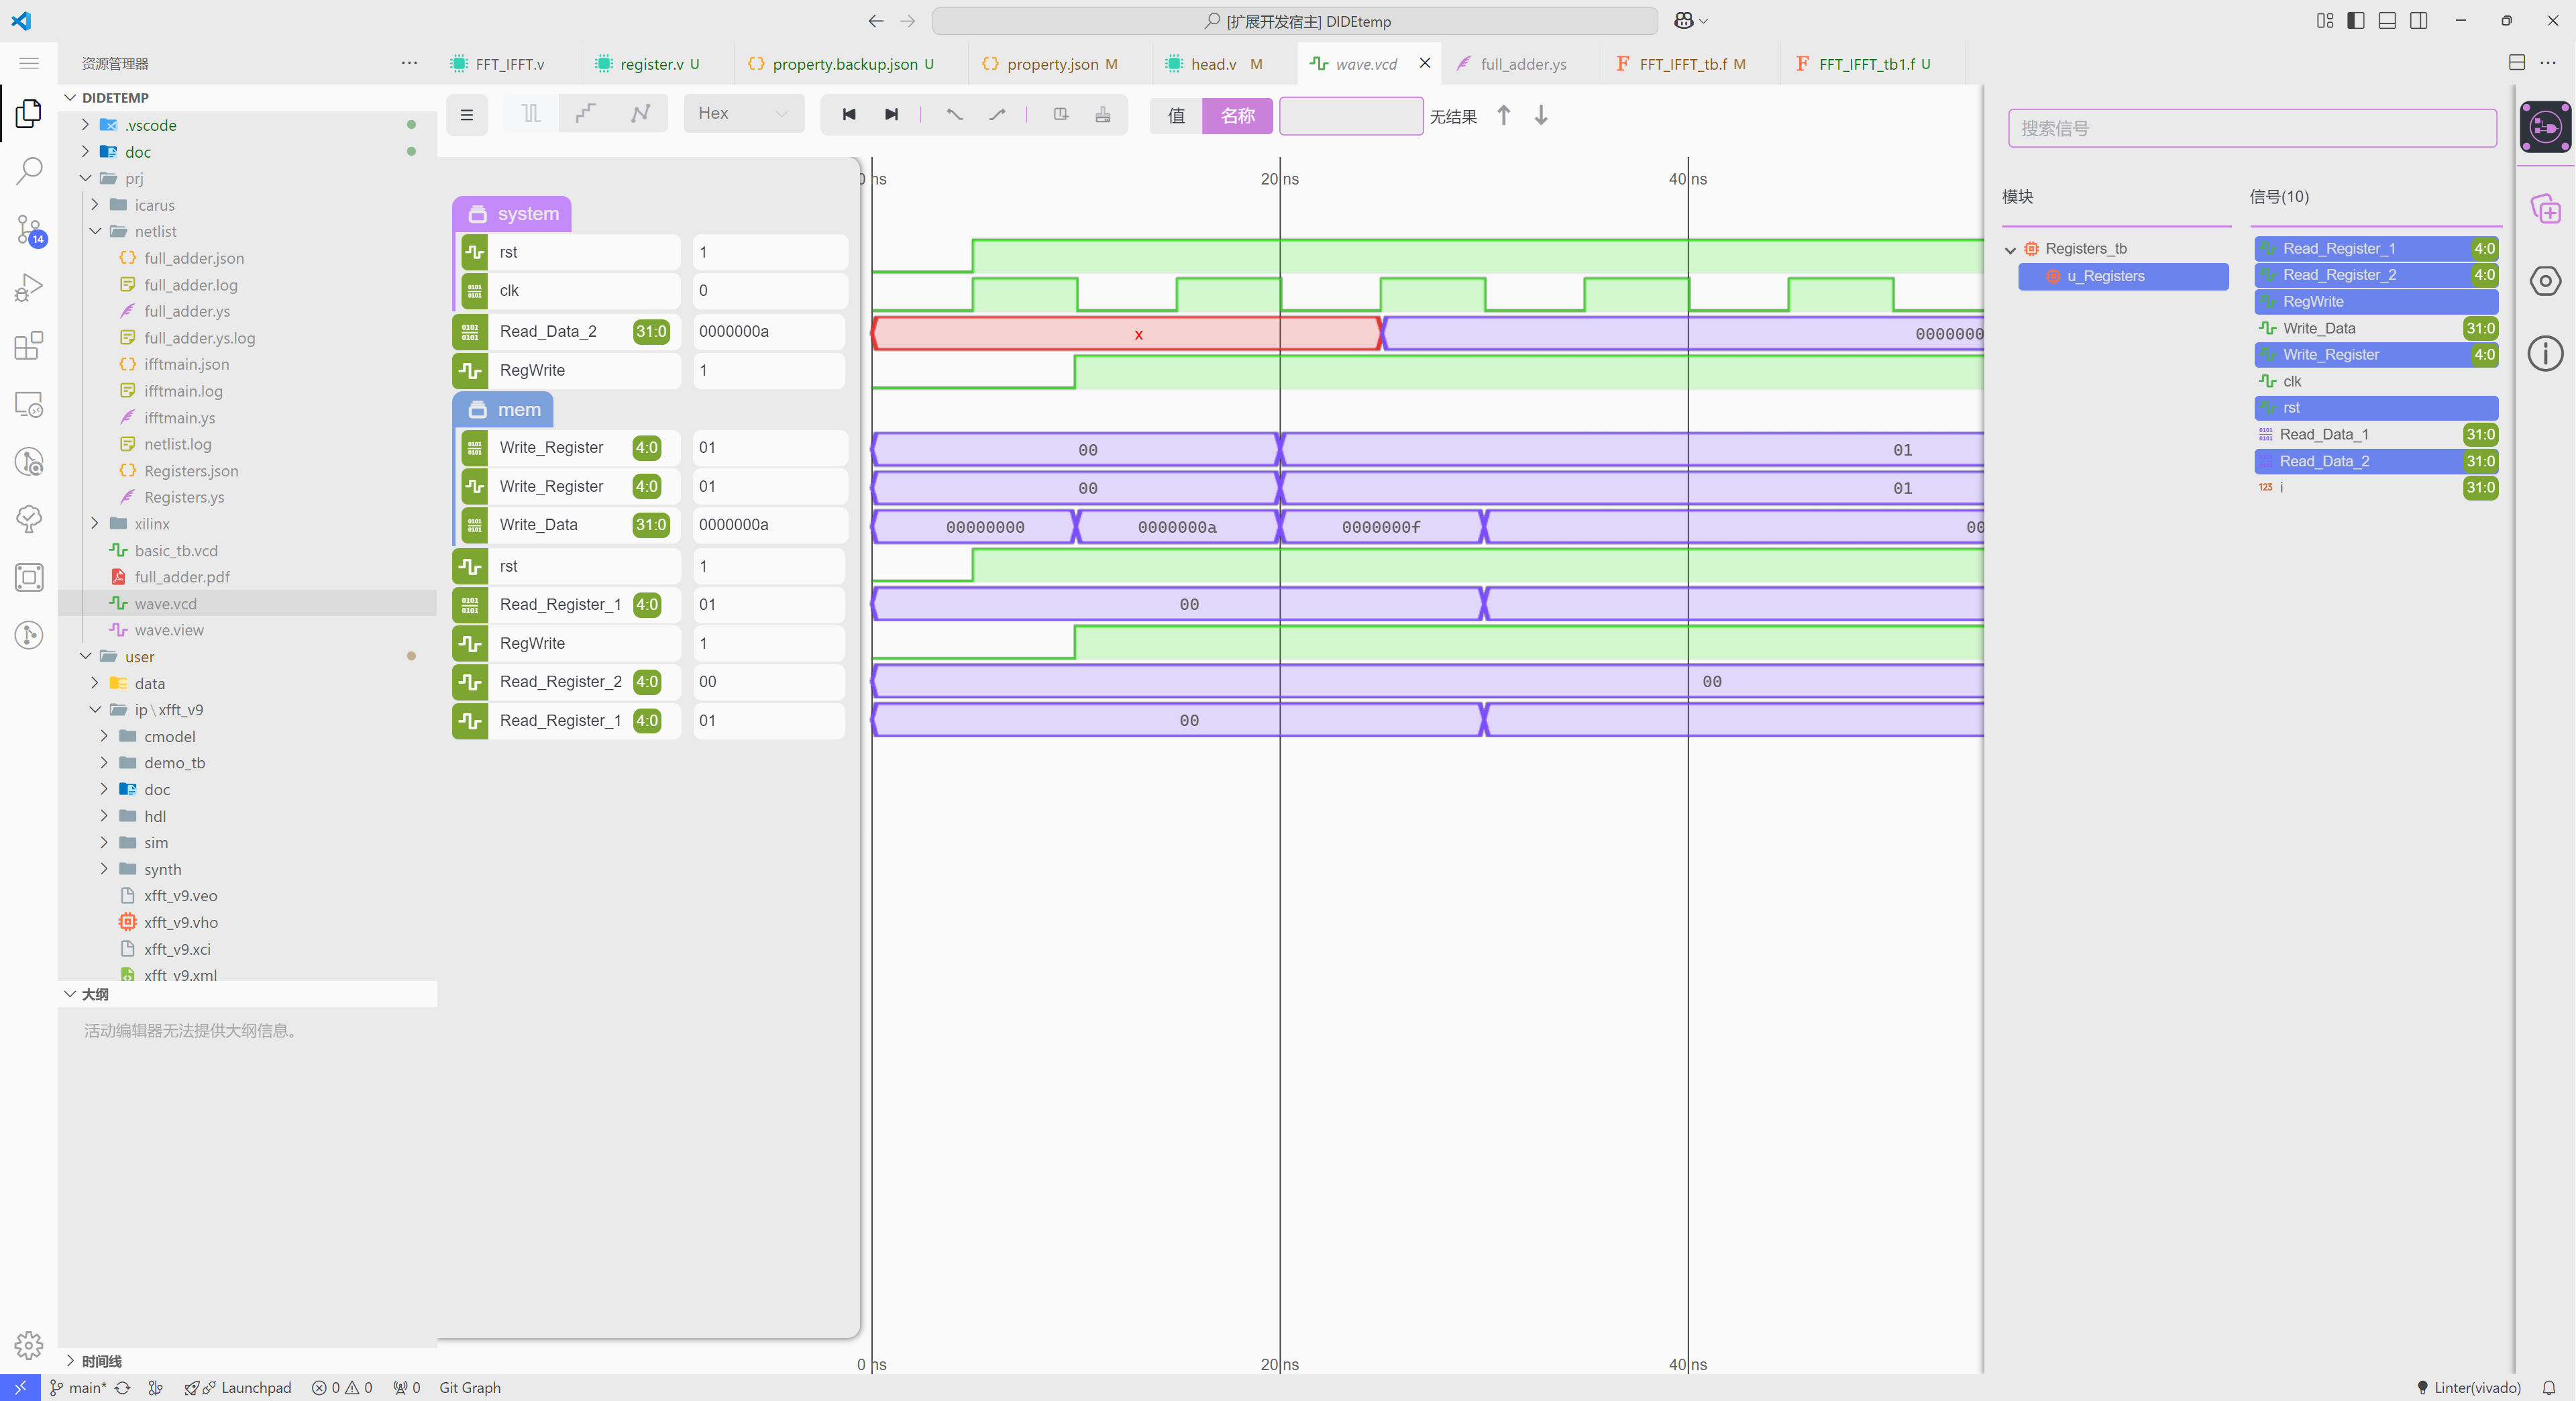 [扩展开发宿主] DIDEtemp
资源管理器
FFT_IFFT.v
register.v U
property.backup.json U
property.json M
head.v M
wave.vcd
full_adder.ys
FFT_IFFT_tb.f M
FFT_IFFT_tb1.f U
DIDETEMP
.vscode
doc
prj
icarus
netlist
full_adder.json
full_adder.log
full_adder.ys
full_adder.ys.log
ifftmain.json
ifftmain.log
ifftmain.ys
netlist.log
Registers.json
Registers.ys
xilinx
basic_tb.vcd
full_adder.pdf
wave.vcd
wave.view
user
data
ip\xfft_v9
cmodel
demo_tb
doc
hdl
sim
synth
xfft_v9.veo
xfft_v9.vho
xfft_v9.xci
xfft_v9.xml
大纲
活动编辑器无法提供大纲信息。
时间线
14
Hex
值
名称
无结果
system
rst 1
clk 0
Read_Data_2 31:0 0000000a
RegWrite 1
mem
Write_Register 4:0 01
Write_Register 4:0 01
Write_Data 31:0 0000000a
rst 1
Read_Register_1 4:0 01
RegWrite 1
Read_Register_2 4:0 00
Read_Register_1 4:0 01
0 ns 20 ns 40 ns
x 0000000
00 01
00 01
00000000 0000000a 0000000f 00
00
00
00
0 ns 20 ns 40 ns
搜索信号
模块
Registers_tb
u_Registers
信号(10)
Read_Register_1 4:0
Read_Register_2 4:0
RegWrite
Write_Data 31:0
Write_Register 4:0
clk
rst
Read_Data_1 31:0
Read_Data_2 31:0
123 i 31:0
main* Launchpad 0 0 0 Git Graph
Linter(vivado)